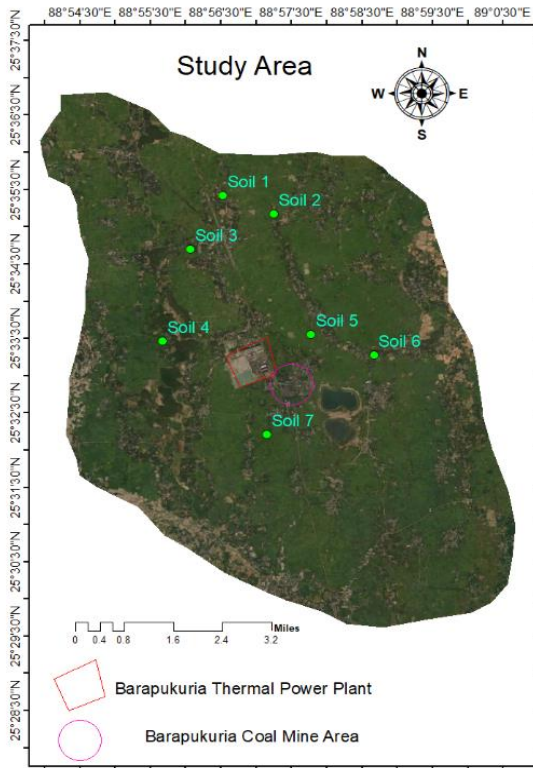 88°54'30"E 88°55'30"E 88°56'30"E 88°57'30"E 88°58'30"E 88°59'30"E 89°0'30"E
25°37'30"N
25°36'30"N
25°35'30"N
25°34'30"N
25°33'30"N
25°32'30"N
25°31'30"N
25°30'30"N
25°29'30"N
25°28'30"N
Study Area
N
W E
S
Soil 1
Soil 2
Soil 3
Soil 4
Soil 5
Soil 6
Soil 7
Miles
0 0.4 0.8 1.6 2.4 3.2
Barapukuria Thermal Power Plant
Barapukuria Coal Mine Area